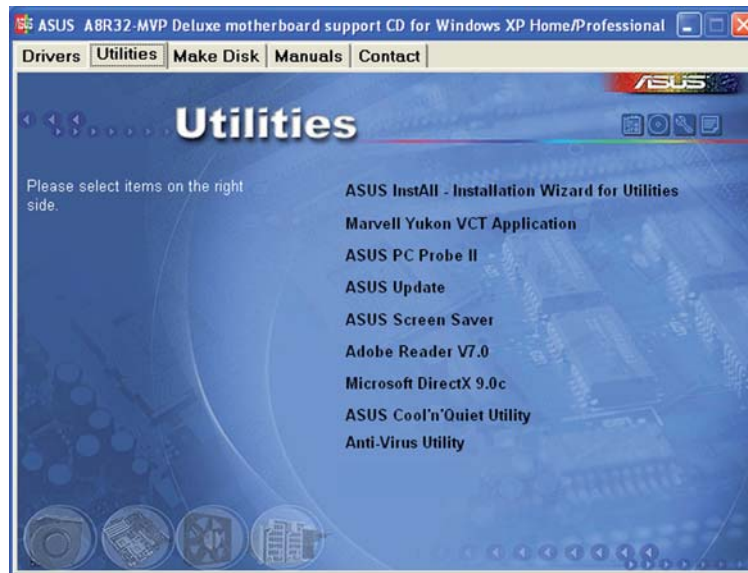 ASUS A8R32-MVP Deluxe motherboard support CD for Windows XP Home/Professional
Drivers Utilities Make Disk Manuals Contact
ASUS
Utilities
Please select items on the right
side.
ASUS InstAll - Installation Wizard for Utilities
Marvell Yukon VCT Application
ASUS PC Probe II
ASUS Update
ASUS Screen Saver
Adobe Reader V7.0
Microsoft DirectX 9.0c
ASUS Cool'n'Quiet Utility
Anti-Virus Utility